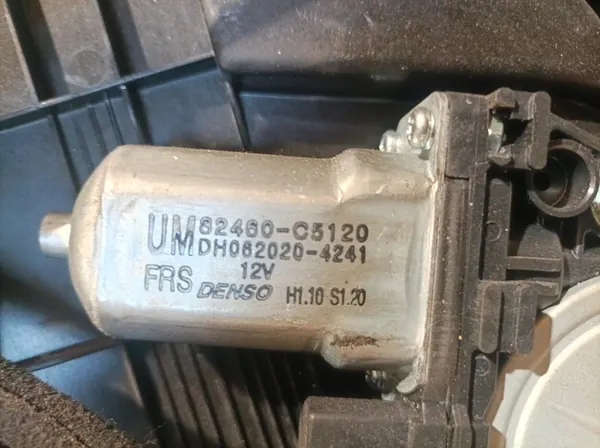 UM 82460-C5120
DH062020-4241
12V
FRS DENSO H1.10 S1.20